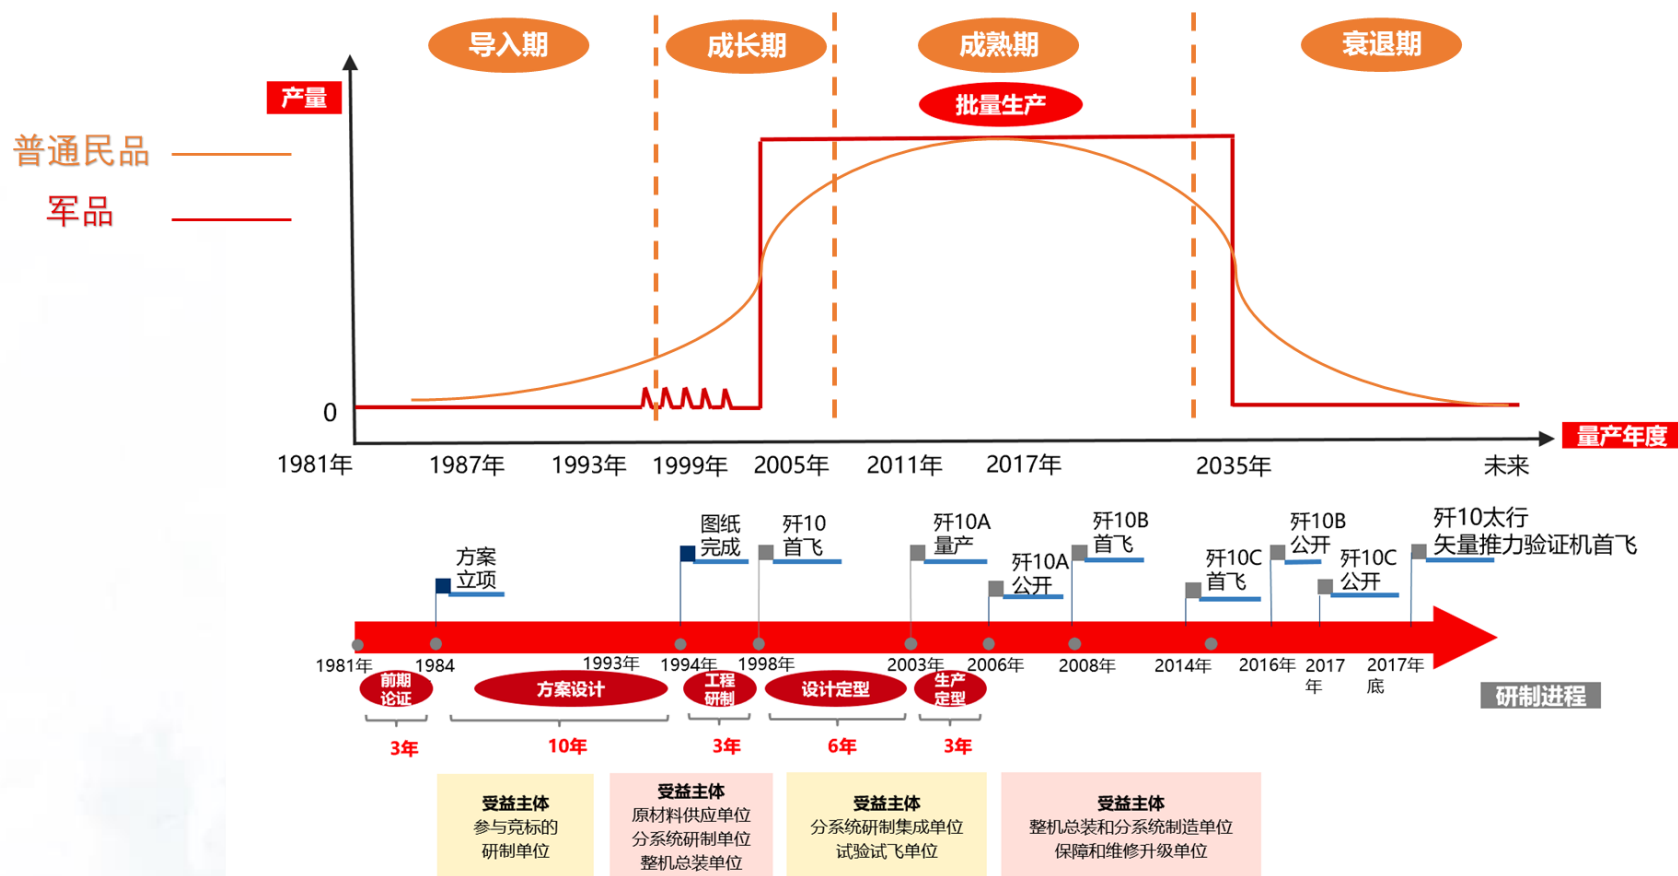 导入期
成长期
成熟期
衰退期
产量
批量生产
普通民品
军品
0
量产年度
1981年
1987年
1993年
1999年
2005年
2011年
2017年
2035年
未来
方案
立项
图纸
完成
歼10
首飞
歼10A
量产
歼10A
公开
歼10B
首飞
歼10C
首飞
歼10B
公开
歼10C
公开
歼10太行
矢量推力验证机首飞
1981年
1984
1993年
1994年
1998年
2003年
2006年
2008年
2014年
2016年
2017
年
2017年
底
前期
论证
方案设计
工程
研制
设计定型
生产
定型
研制进程
3年
10年
3年
6年
3年
受益主体
参与竞标的
研制单位
受益主体
原材料供应单位
分系统研制单位
整机总装单位
受益主体
分系统研制集成单位
试验试飞单位
受益主体
整机总装和分系统制造单位
保障和维修升级单位